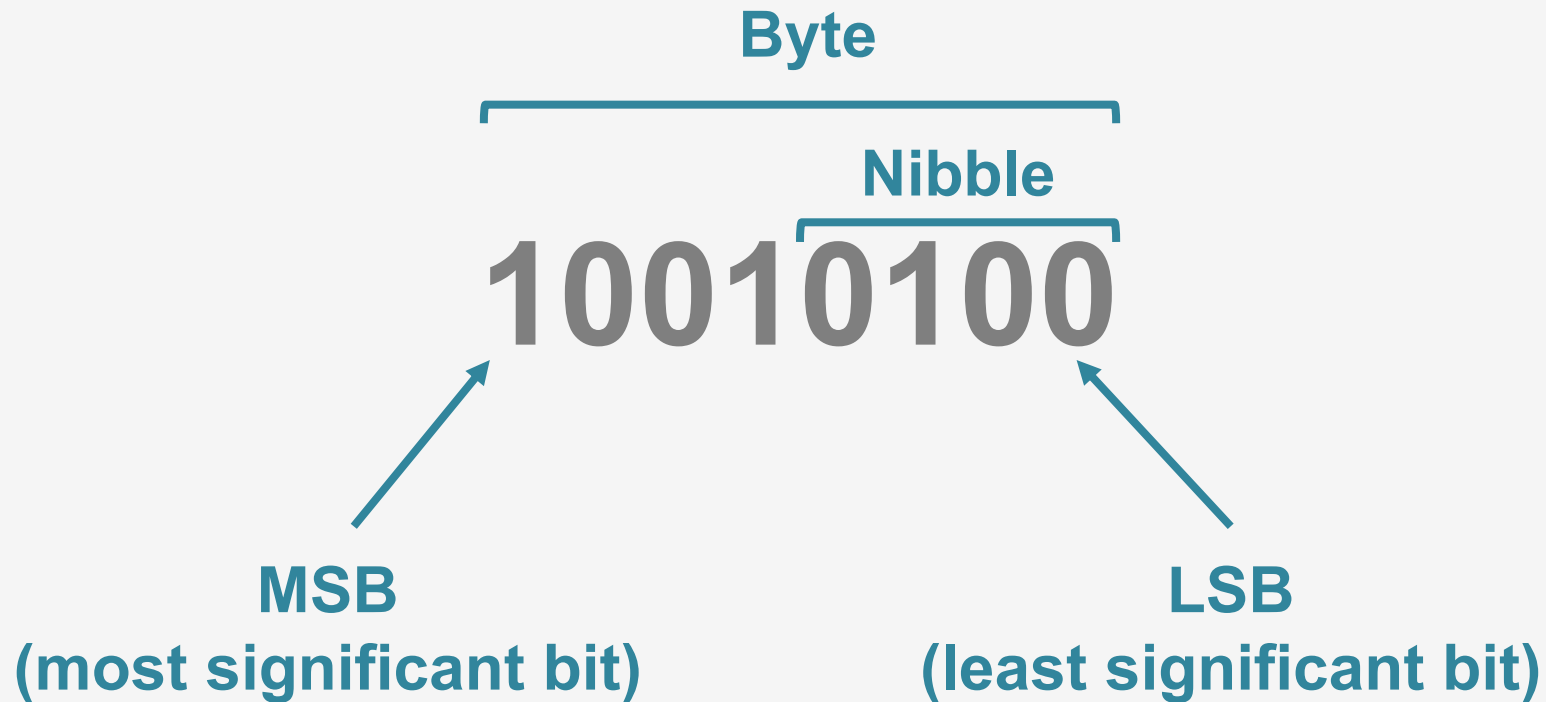 Byte
Nibble
10010100
MSB
(most significant bit)
LSB
(least significant bit)